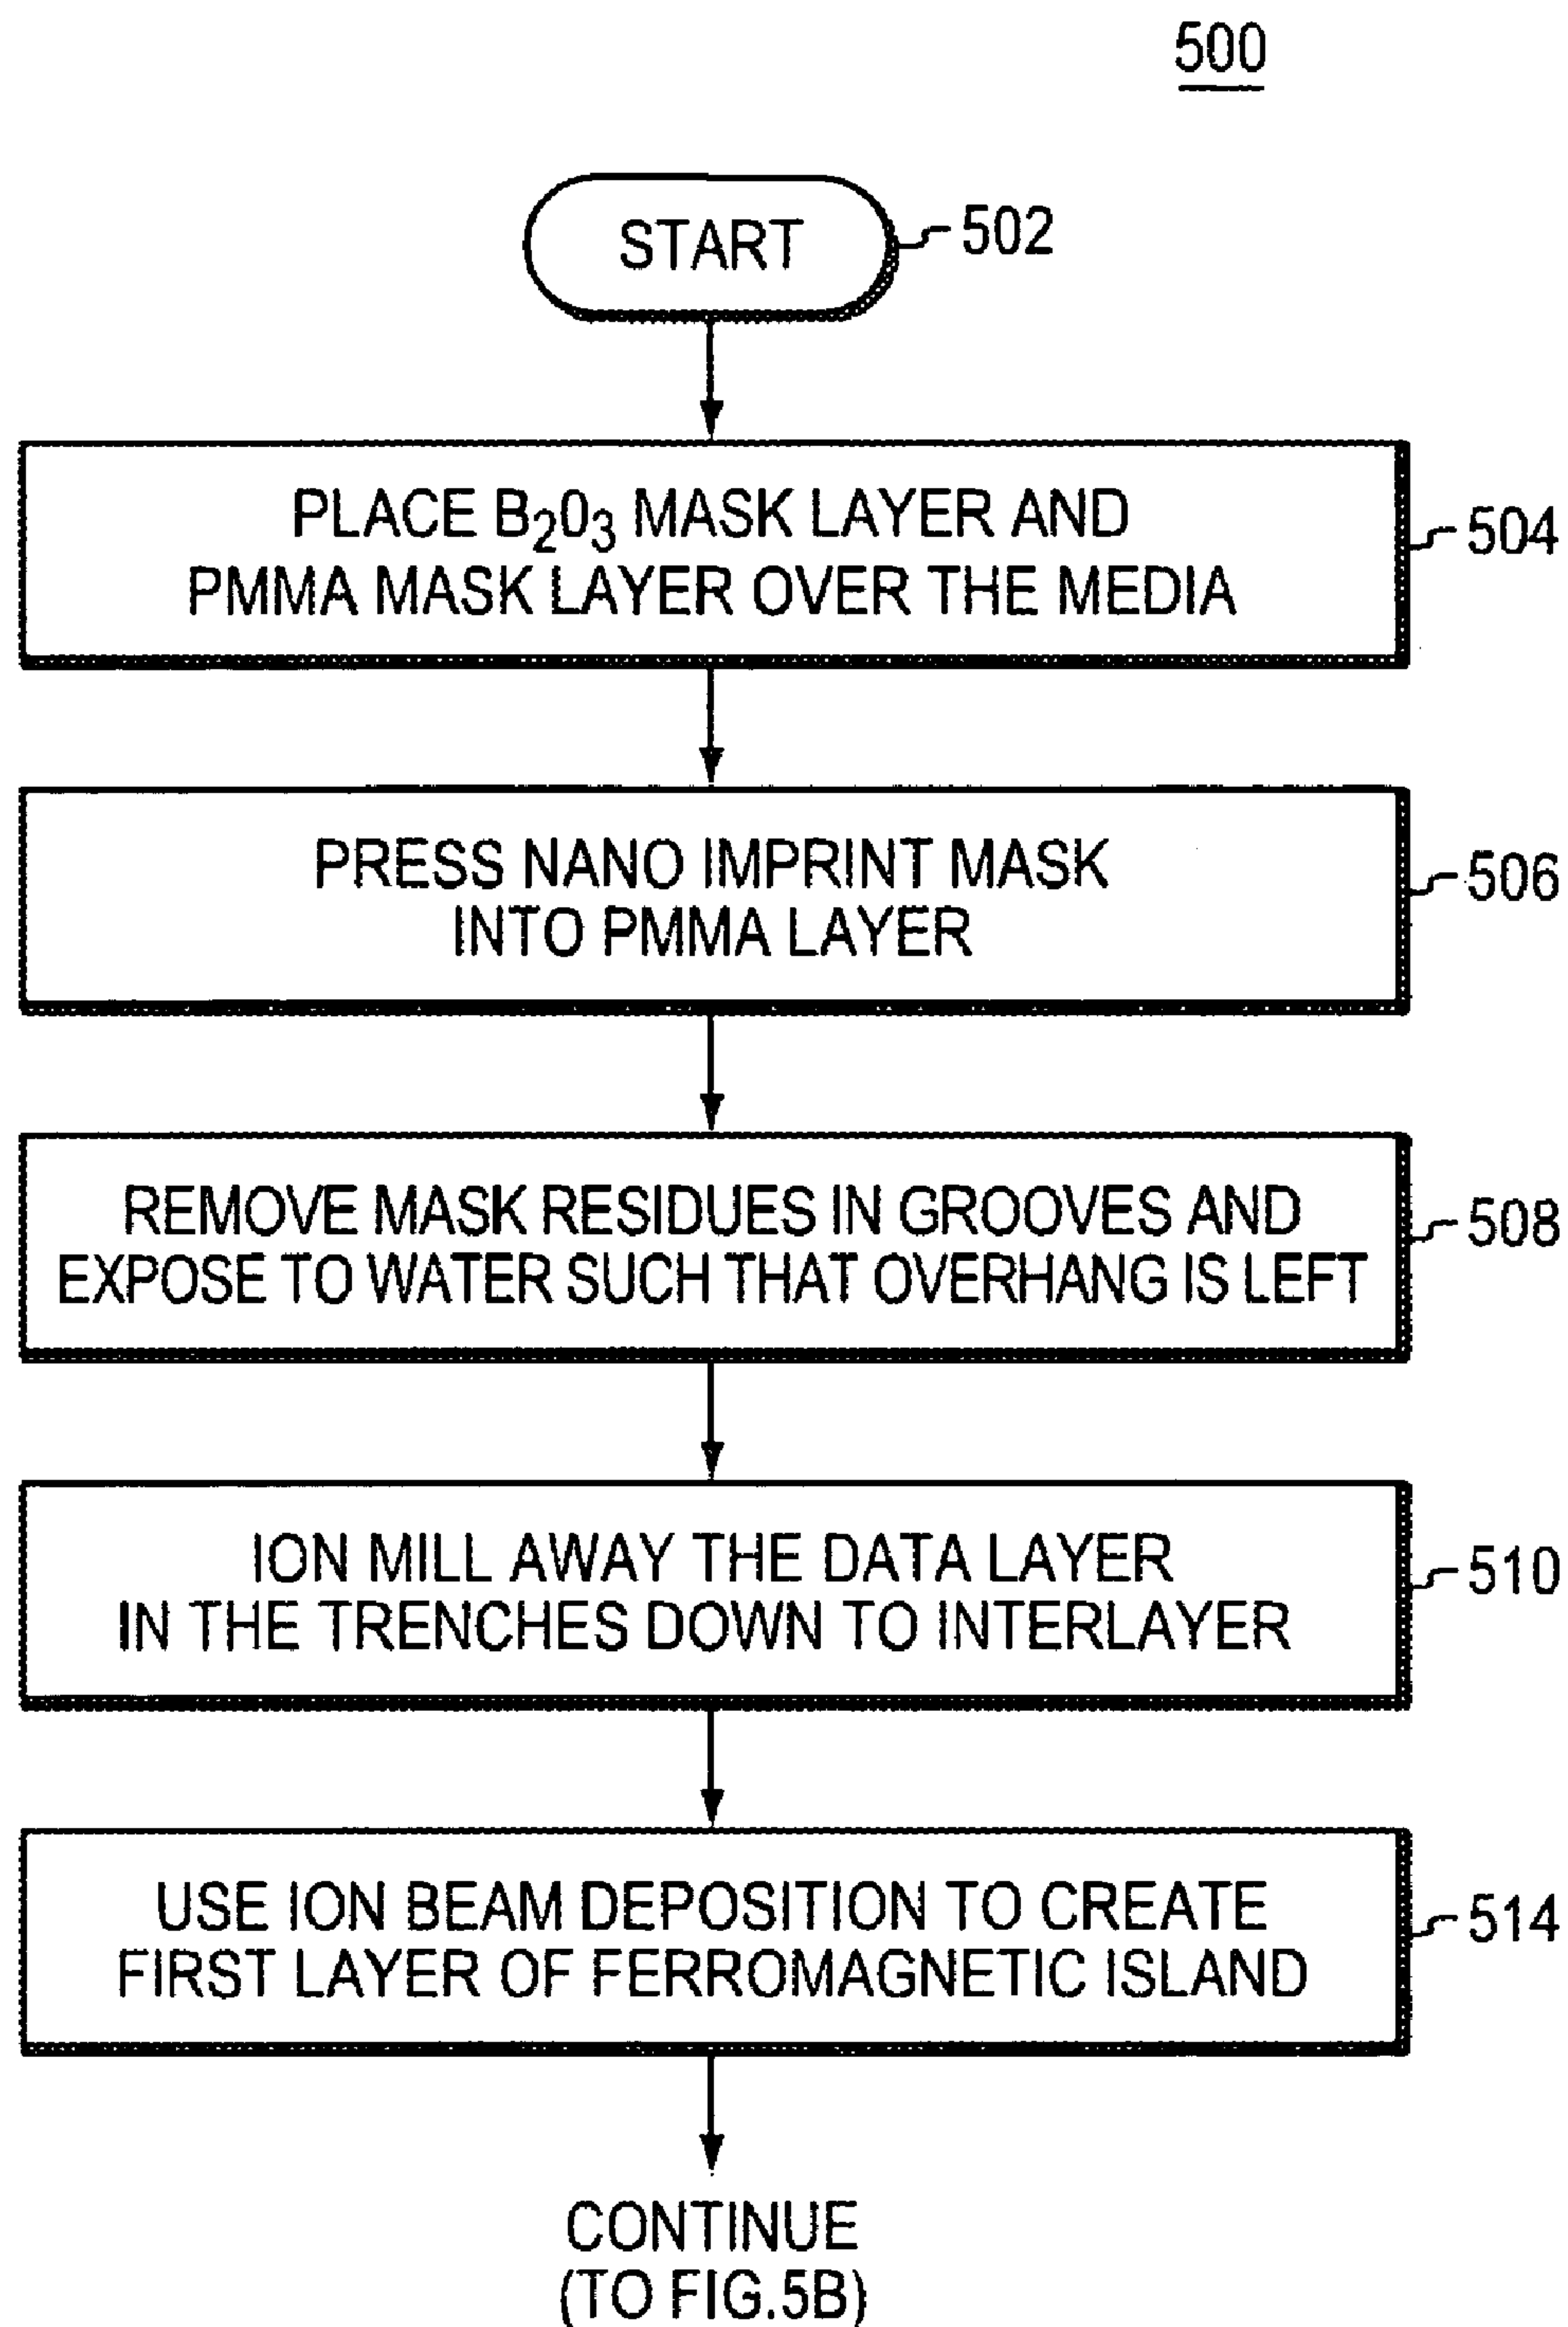 500
START
502
PLACE B₂O₃ MASK LAYER AND
PMMA MASK LAYER OVER THE MEDIA
504
PRESS NANO IMPRINT MASK
INTO PMMA LAYER
506
REMOVE MASK RESIDUES IN GROOVES AND
EXPOSE TO WATER SUCH THAT OVERHANG IS LEFT
508
ION MILL AWAY THE DATA LAYER
IN THE TRENCHES DOWN TO INTERLAYER
510
USE ION BEAM DEPOSITION TO CREATE
FIRST LAYER OF FERROMAGNETIC ISLAND
514
CONTINUE
(TO FIG.5B)